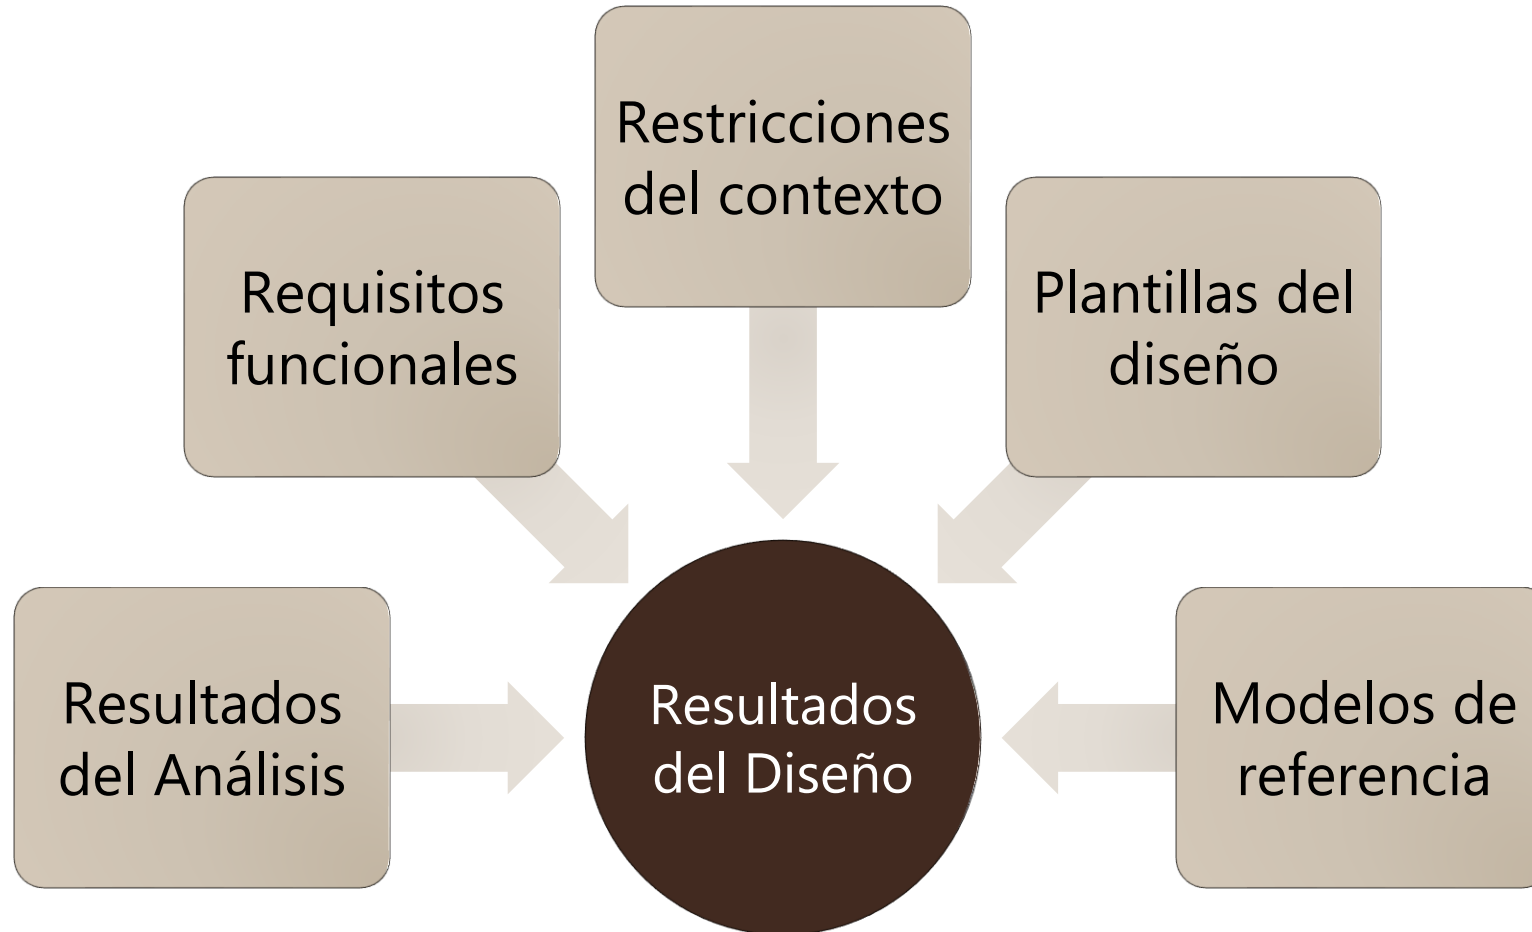 Restricciones
del contexto
Requisitos
funcionales
Plantillas del
diseño
Resultados
del Análisis
Resultados
del Diseño
Modelos de
referencia